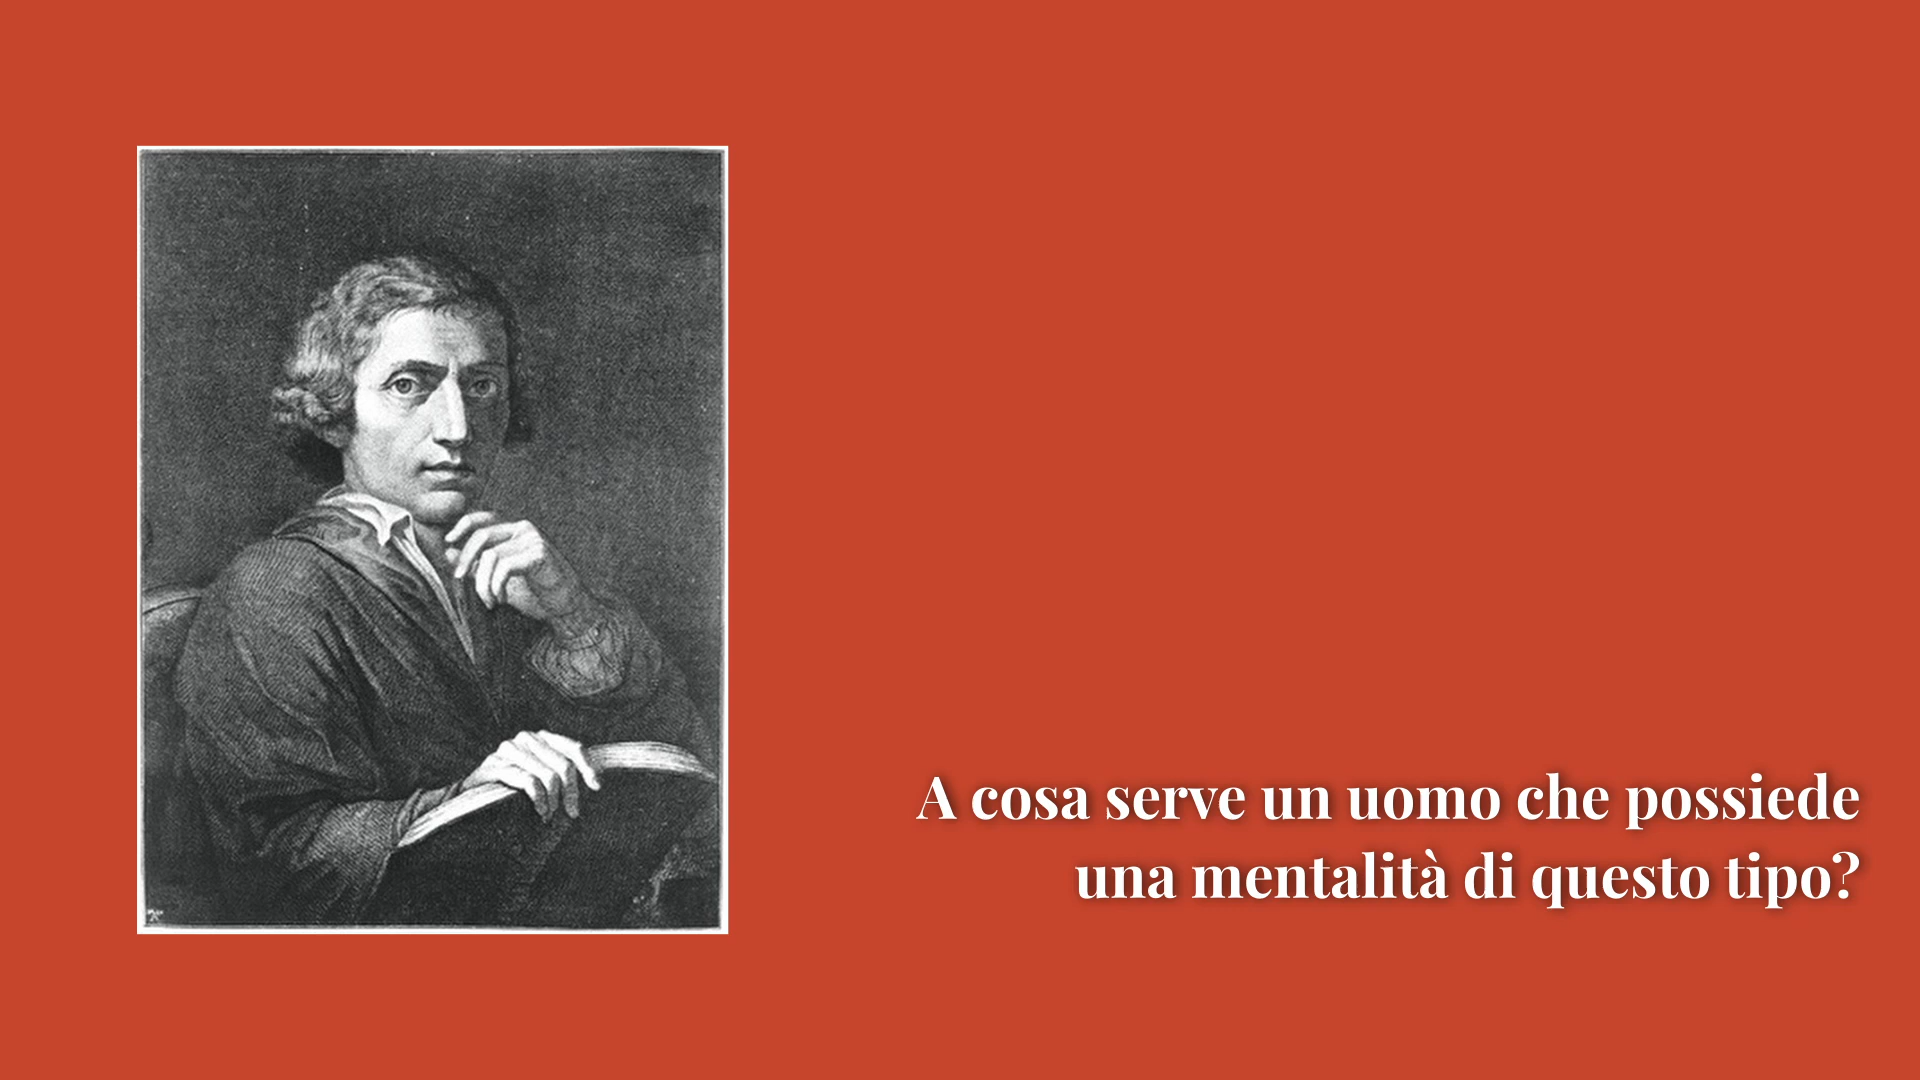 A cosa serve un uomo che possiede
una mentalità di questo tipo?